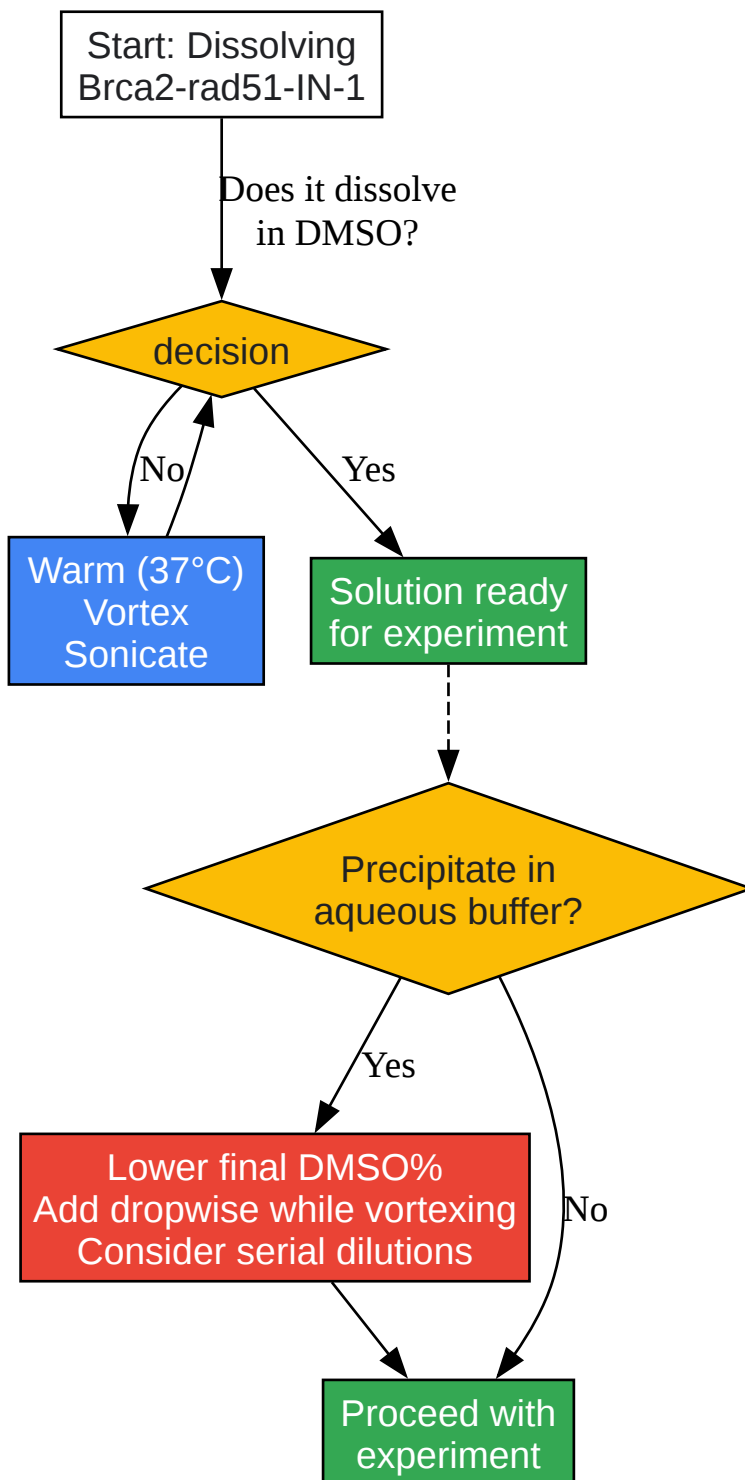 Start: Dissolving
Brca2-rad51-IN-1
Does it dissolve
in DMSO?
decision
No
Yes
Warm (37°C)
Vortex
Sonicate
Solution ready
for experiment
Precipitate in
aqueous buffer?
Yes
Lower final DMSO%
Add dropwise while vortexing
Consider serial dilutions
No
Proceed with
experiment